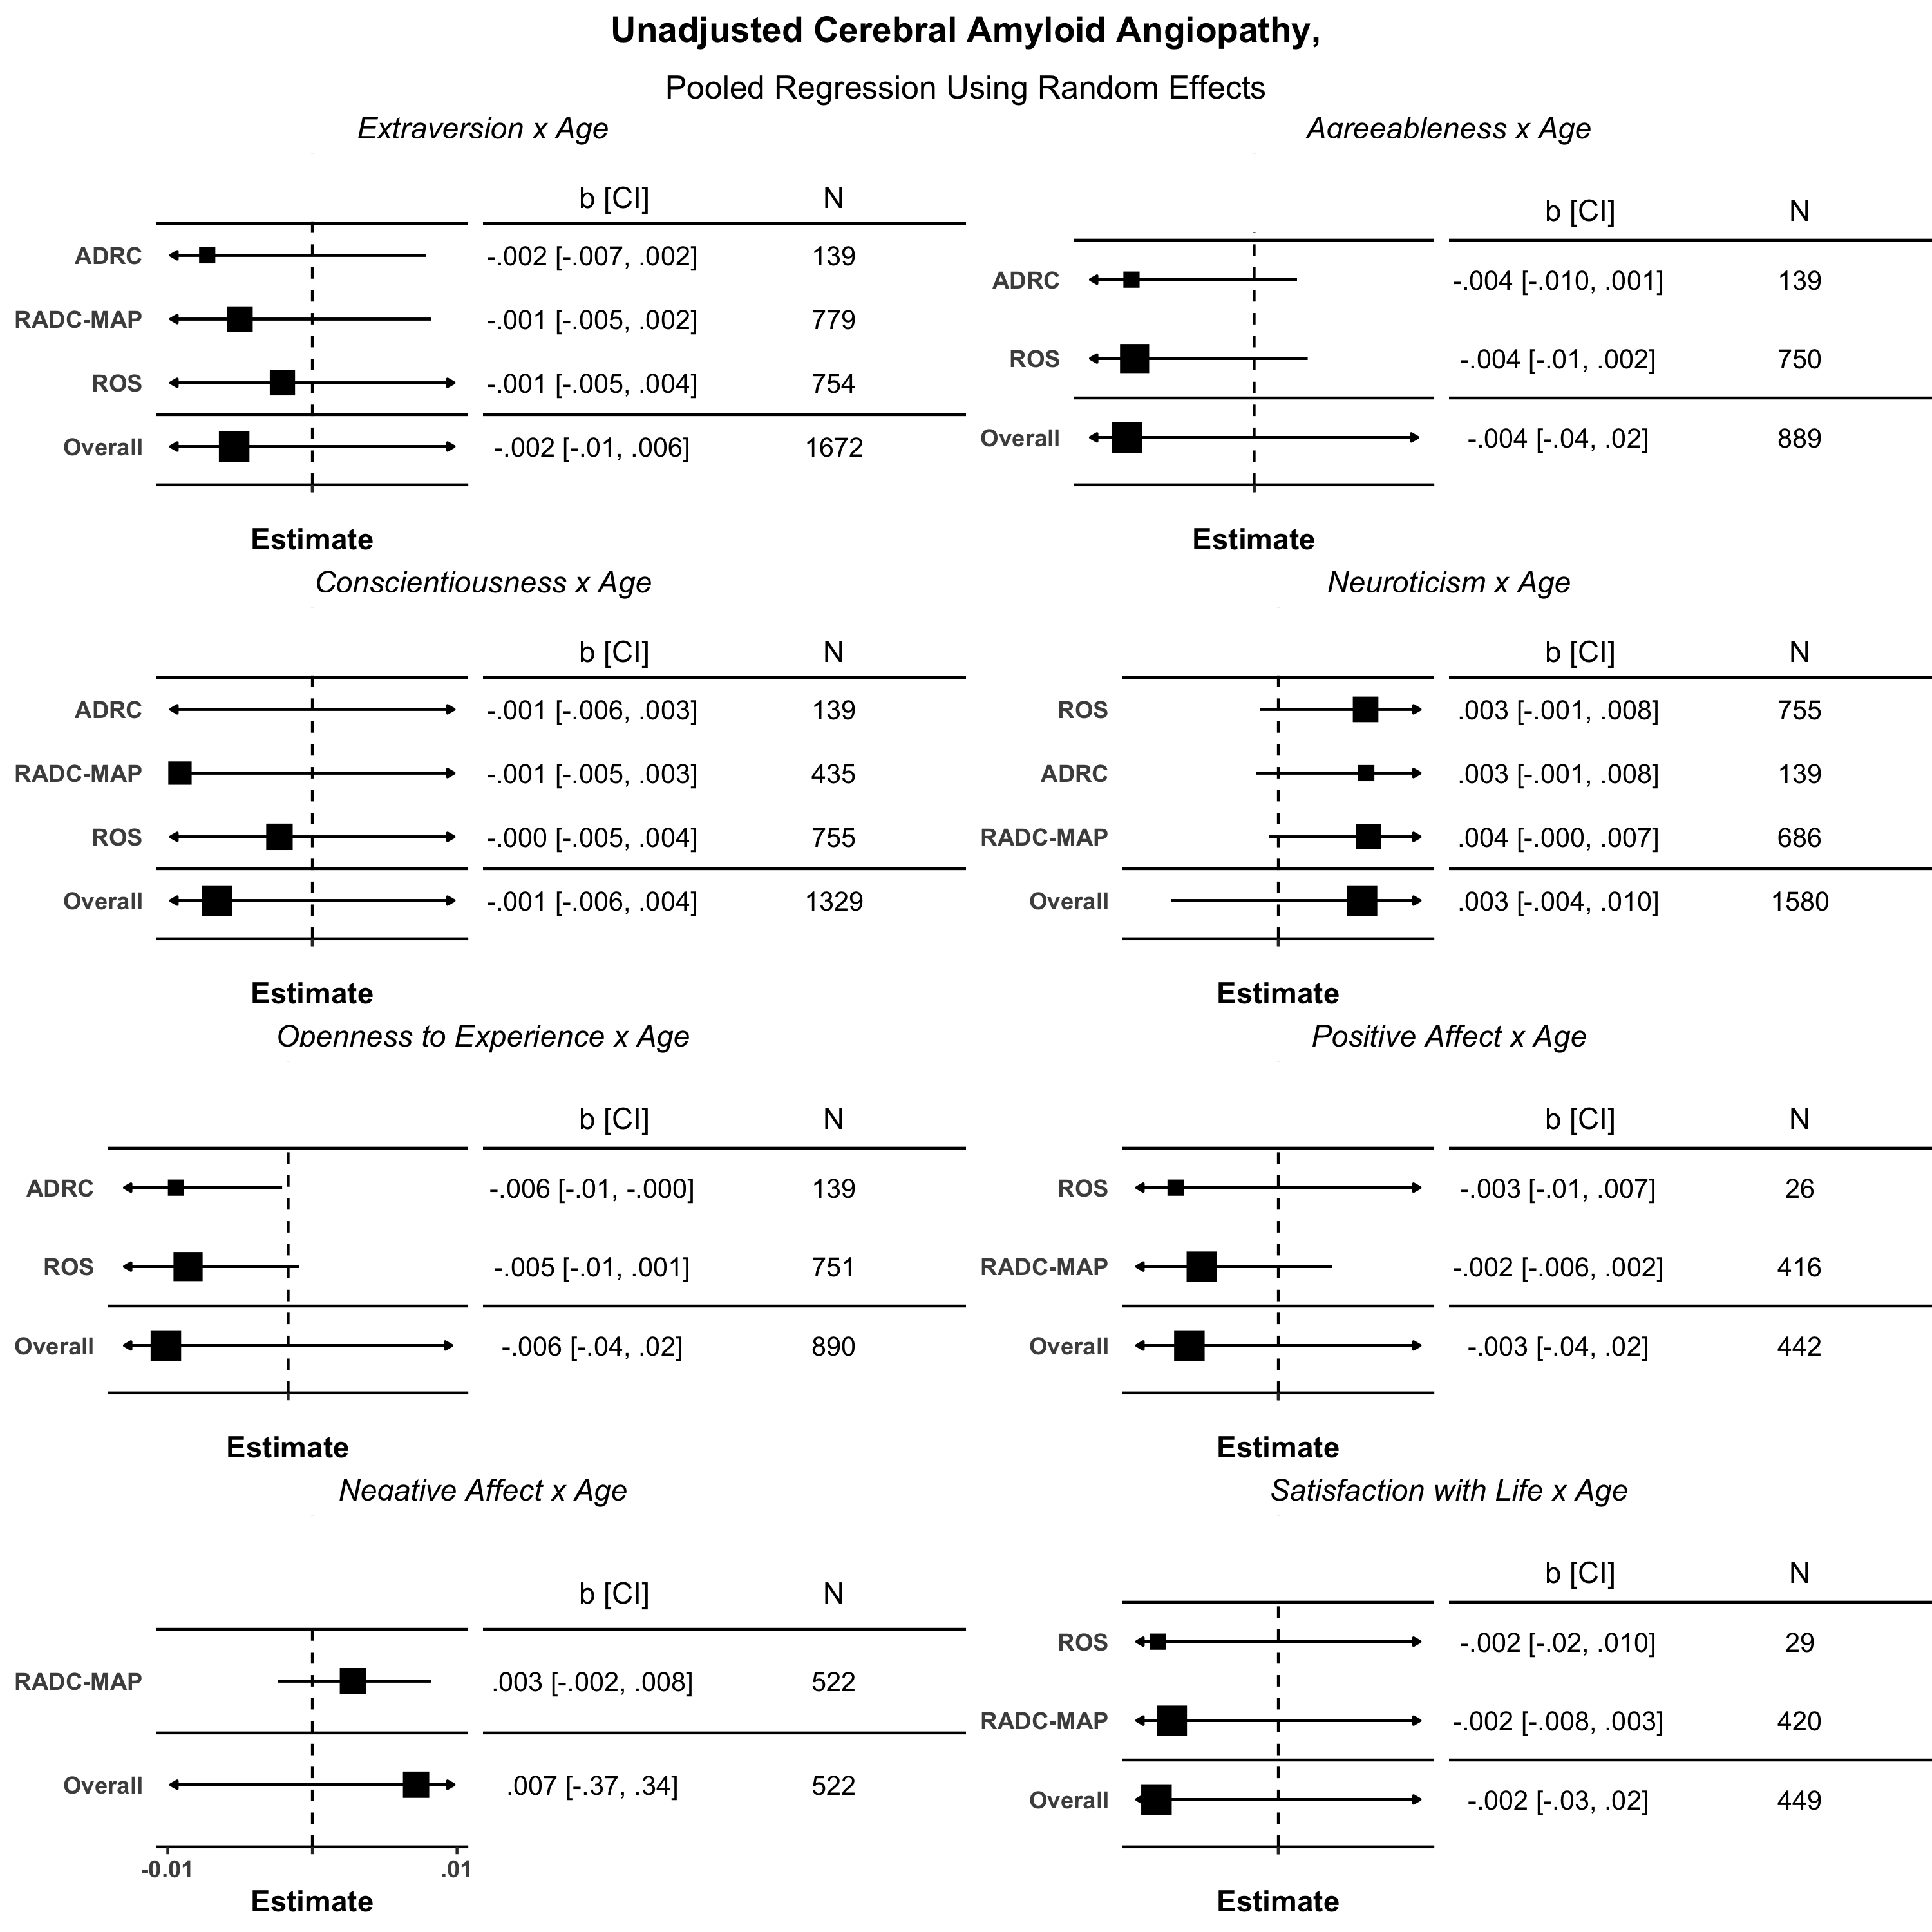 Unadjusted Cerebral Amyloid Angiopathy,
Pooled Regression Using Random Effects
Extraversion x Age
b [CI] N
ADRC -.002 [-.007, .002] 139
RADC-MAP -.001 [-.005, .002] 779
ROS -.001 [-.005, .004] 754
Overall -.002 [-.01, .006] 1672
Estimate
Agreeableness x Age
b [CI] N
ADRC -.004 [-.010, .001] 139
ROS -.004 [-.01, .002] 750
Overall -.004 [-.04, .02] 889
Estimate
Conscientiousness x Age
b [CI] N
ADRC -.001 [-.006, .003] 139
RADC-MAP -.001 [-.005, .003] 435
ROS -.000 [-.005, .004] 755
Overall -.001 [-.006, .004] 1329
Estimate
Neuroticism x Age
b [CI] N
ROS .003 [-.001, .008] 755
ADRC .003 [-.001, .008] 139
RADC-MAP .004 [-.000, .007] 686
Overall .003 [-.004, .010] 1580
Estimate
Openness to Experience x Age
b [CI] N
ADRC -.006 [-.01, -.000] 139
ROS -.005 [-.01, .001] 751
Overall -.006 [-.04, .02] 890
Estimate
Positive Affect x Age
b [CI] N
ROS -.003 [-.01, .007] 26
RADC-MAP -.002 [-.006, .002] 416
Overall -.003 [-.04, .02] 442
Estimate
Negative Affect x Age
b [CI] N
RADC-MAP .003 [-.002, .008] 522
Overall .007 [-.37, .34] 522
-0.01 .01
Estimate
Satisfaction with Life x Age
b [CI] N
ROS -.002 [-.02, .010] 29
RADC-MAP -.002 [-.008, .003] 420
Overall -.002 [-.03, .02] 449
Estimate